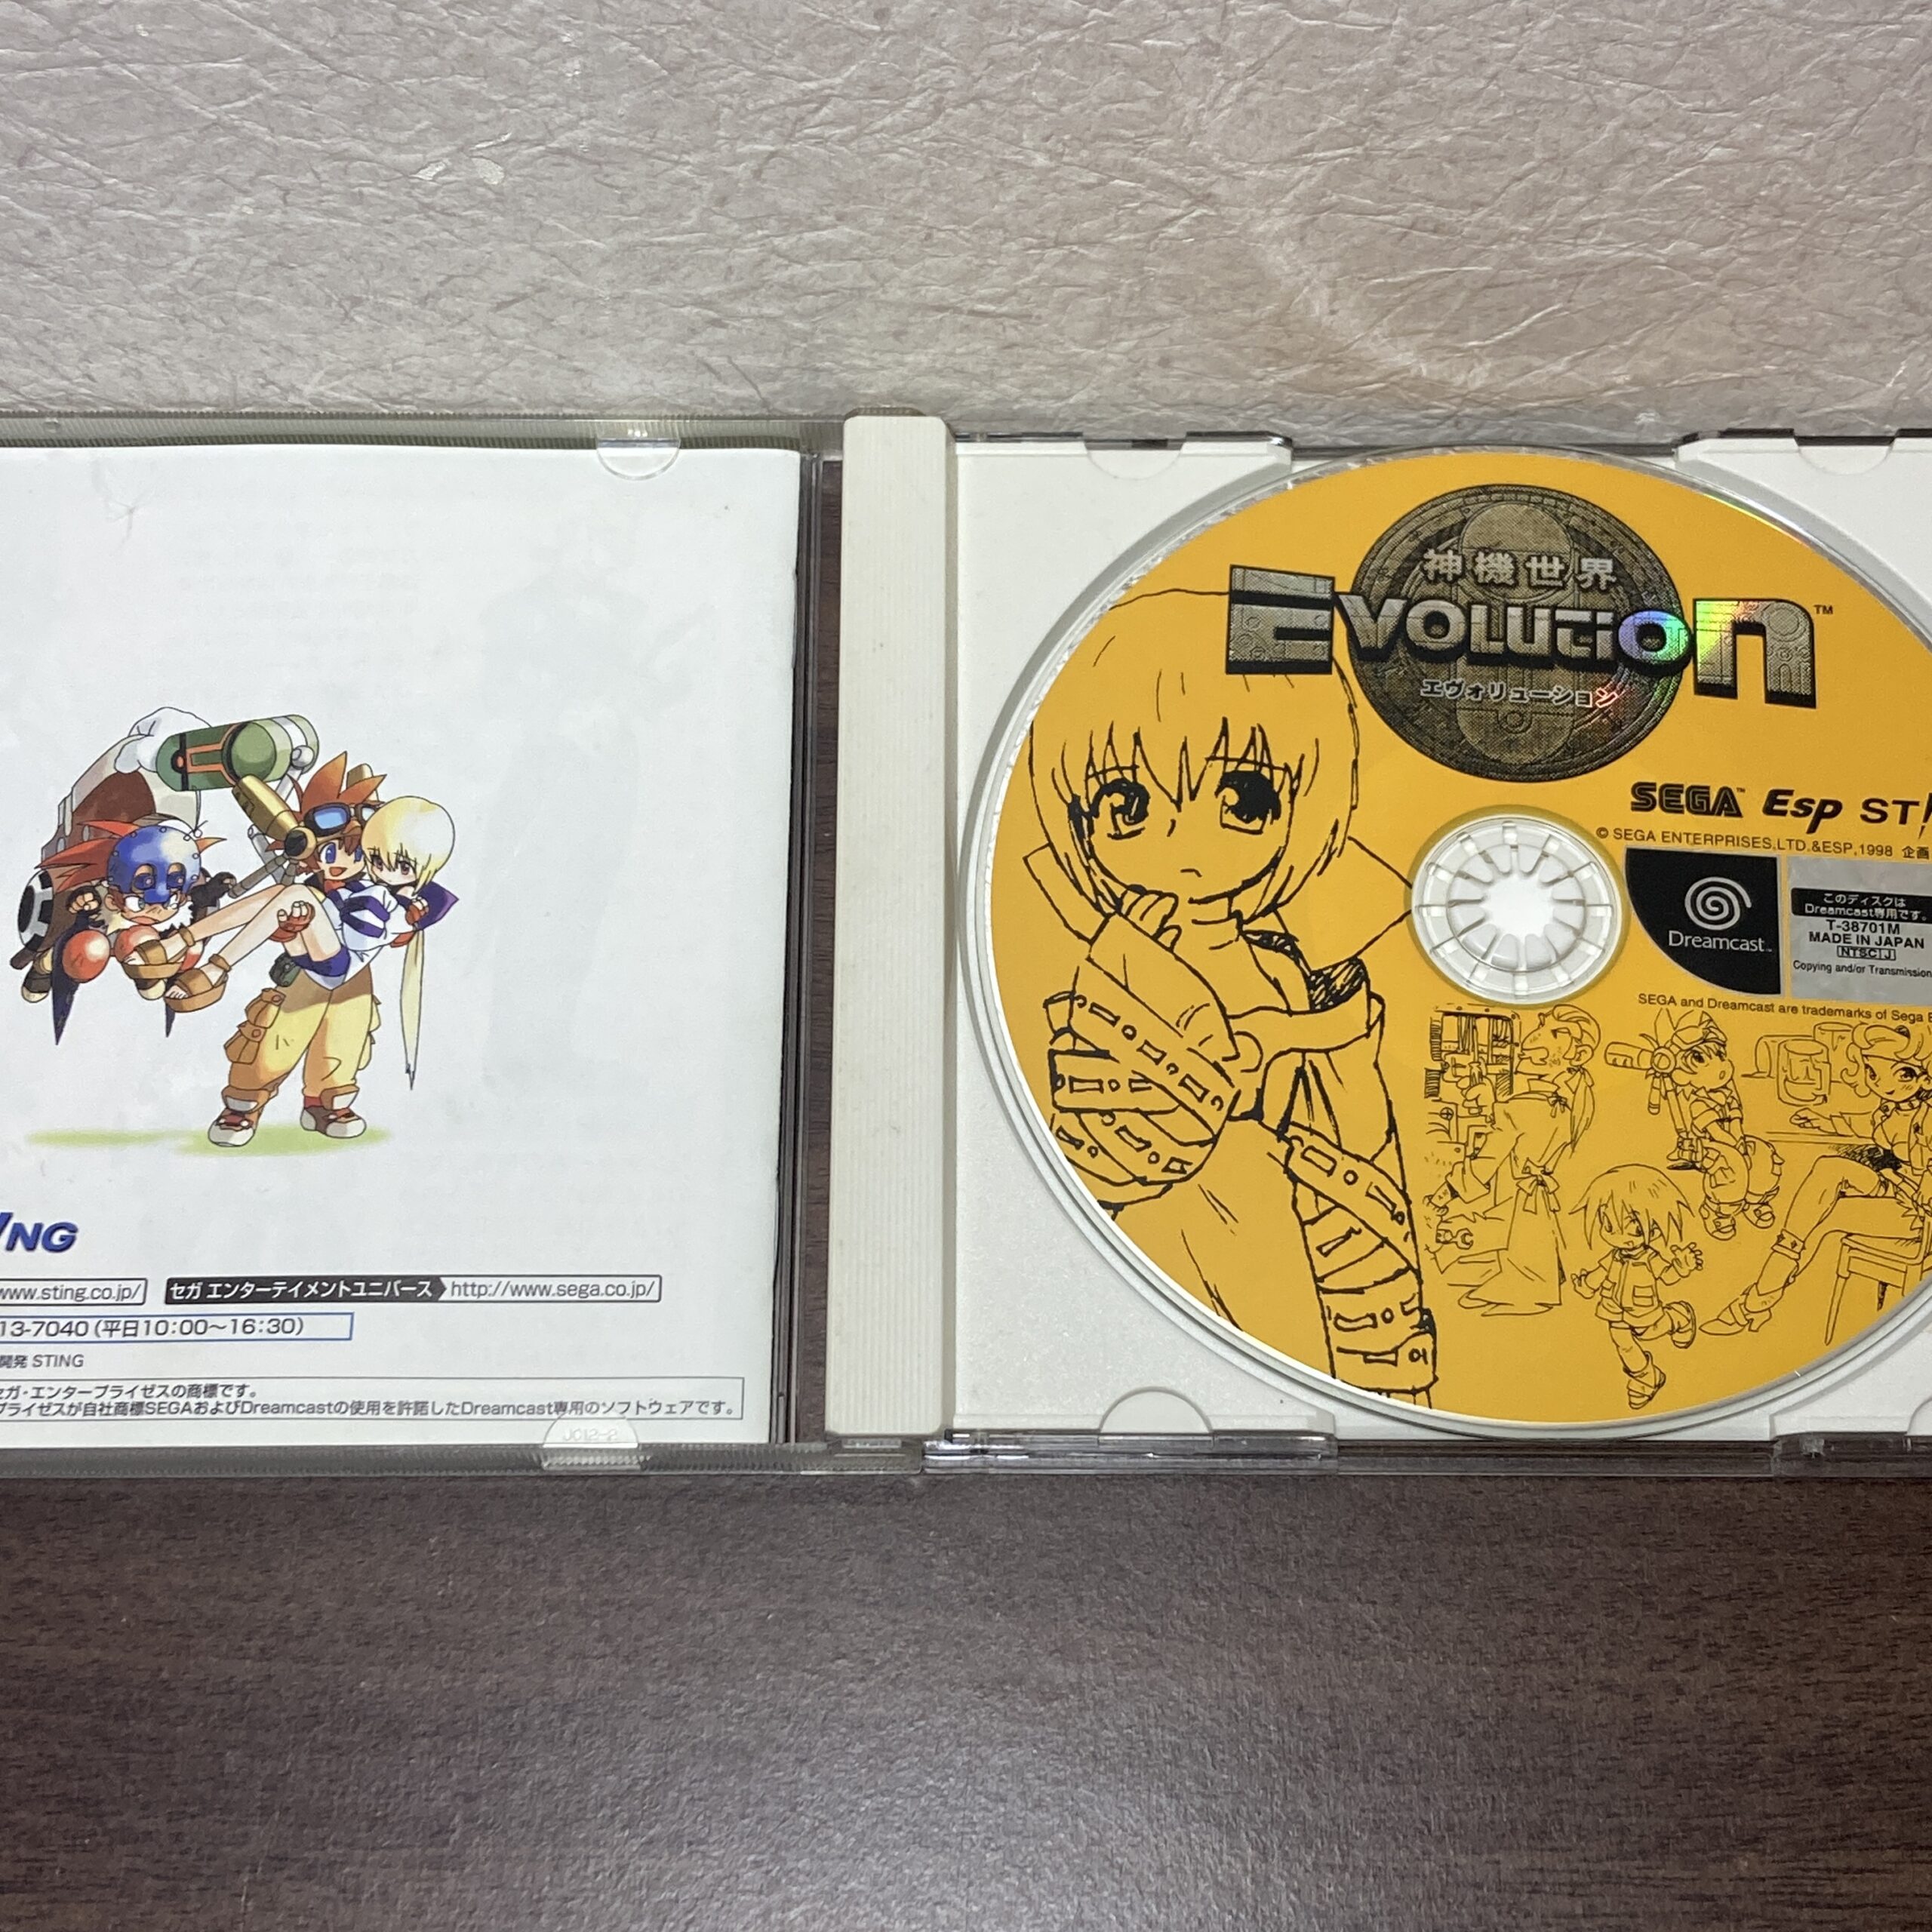 NG
www.sting.co.jp/ セガ エンターテイメントユニバース http://www.sega.co.jp/
13-7040 (平日10:00〜16:30)
開発 STING
セガ・エンタープライゼスの商標です。
プライゼスが自社商標SEGAおよびDreamcastの使用を許諾したDreamcast専用のソフトウェアです。
JC12-2
神機世界
EVOLUTION™
エヴォリューション
SEGA™ Esp ST
© SEGA ENTERPRISES,LTD.&ESP,1998 企画
Dreamcast™
このディスクは
Dreamcast専用です。
T-38701M
MADE IN JAPAN
NTSC J
Copying and/or Transmission
SEGA and Dreamcast are trademarks of Sega